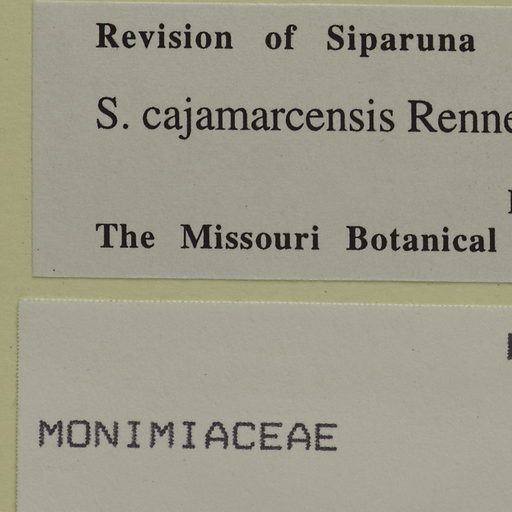 Revision of Siparuna
S. cajamarcensis Renne
The Missouri Botanical
MONIMIACEAE